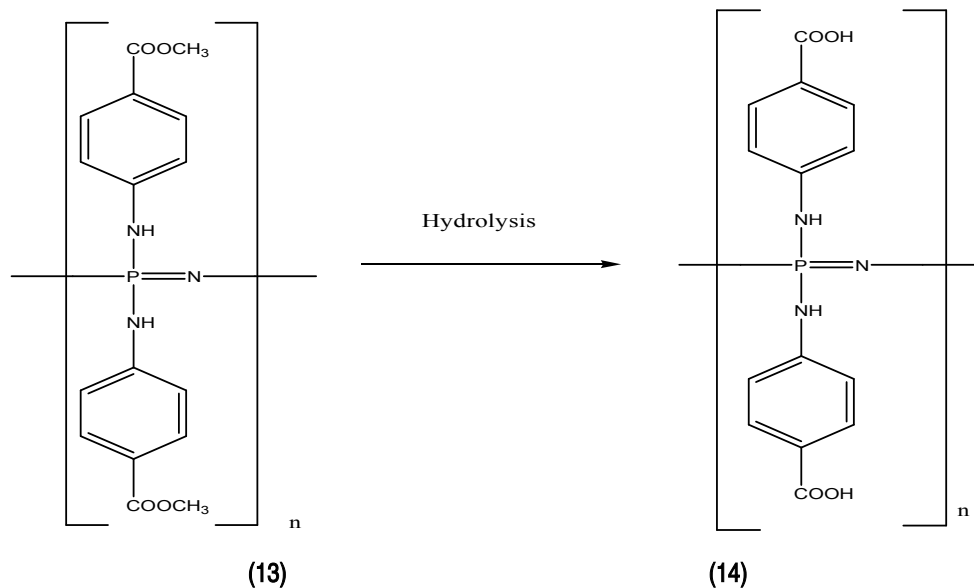 COOCH3
NH
P=N
NH
COOCH3
n
(13)
Hydrolysis
COOH
NH
P=N
NH
COOH
n
(14)